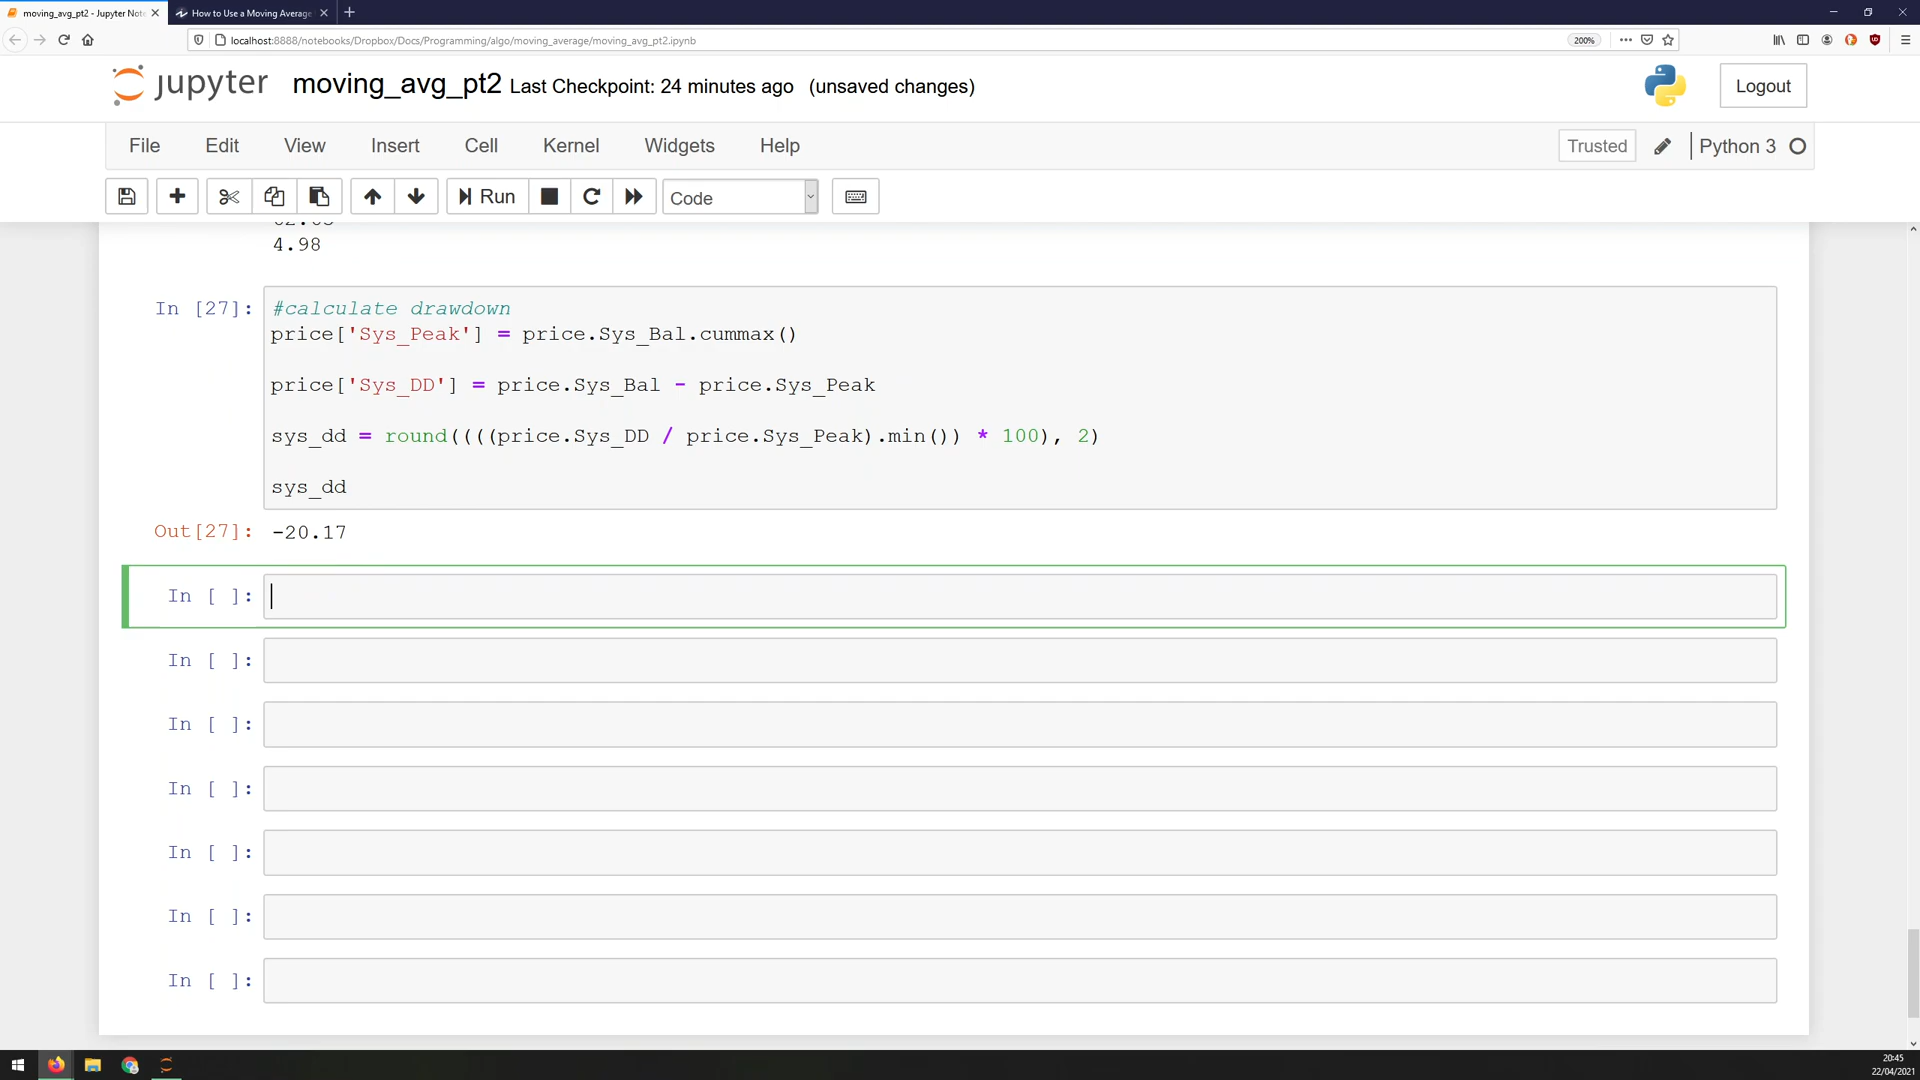 moving_avg_pt2 - Jupyter Not
How to Use a Moving Average
localhost:8888/notebooks/Dropbox/Docs/Programming/algo/moving_average/moving_avg_pt2.ipynb
200%
jupyter
moving_avg_pt2 Last Checkpoint: 24 minutes ago (unsaved changes)
Logout
File Edit View Insert Cell Kernel Widgets Help
Trusted
Python 3
Run
Code
4.98
In [27]: #calculate drawdown
price['Sys_Peak'] = price.Sys_Bal.cummax()
price['Sys_DD'] = price.Sys_Bal - price.Sys_Peak
sys_dd = round((((price.Sys_DD / price.Sys_Peak).min()) * 100), 2)
sys_dd
Out[27]: -20.17
In [ ]:
In [ ]:
In [ ]:
In [ ]:
In [ ]:
In [ ]:
In [ ]:
20:45
22/04/2021